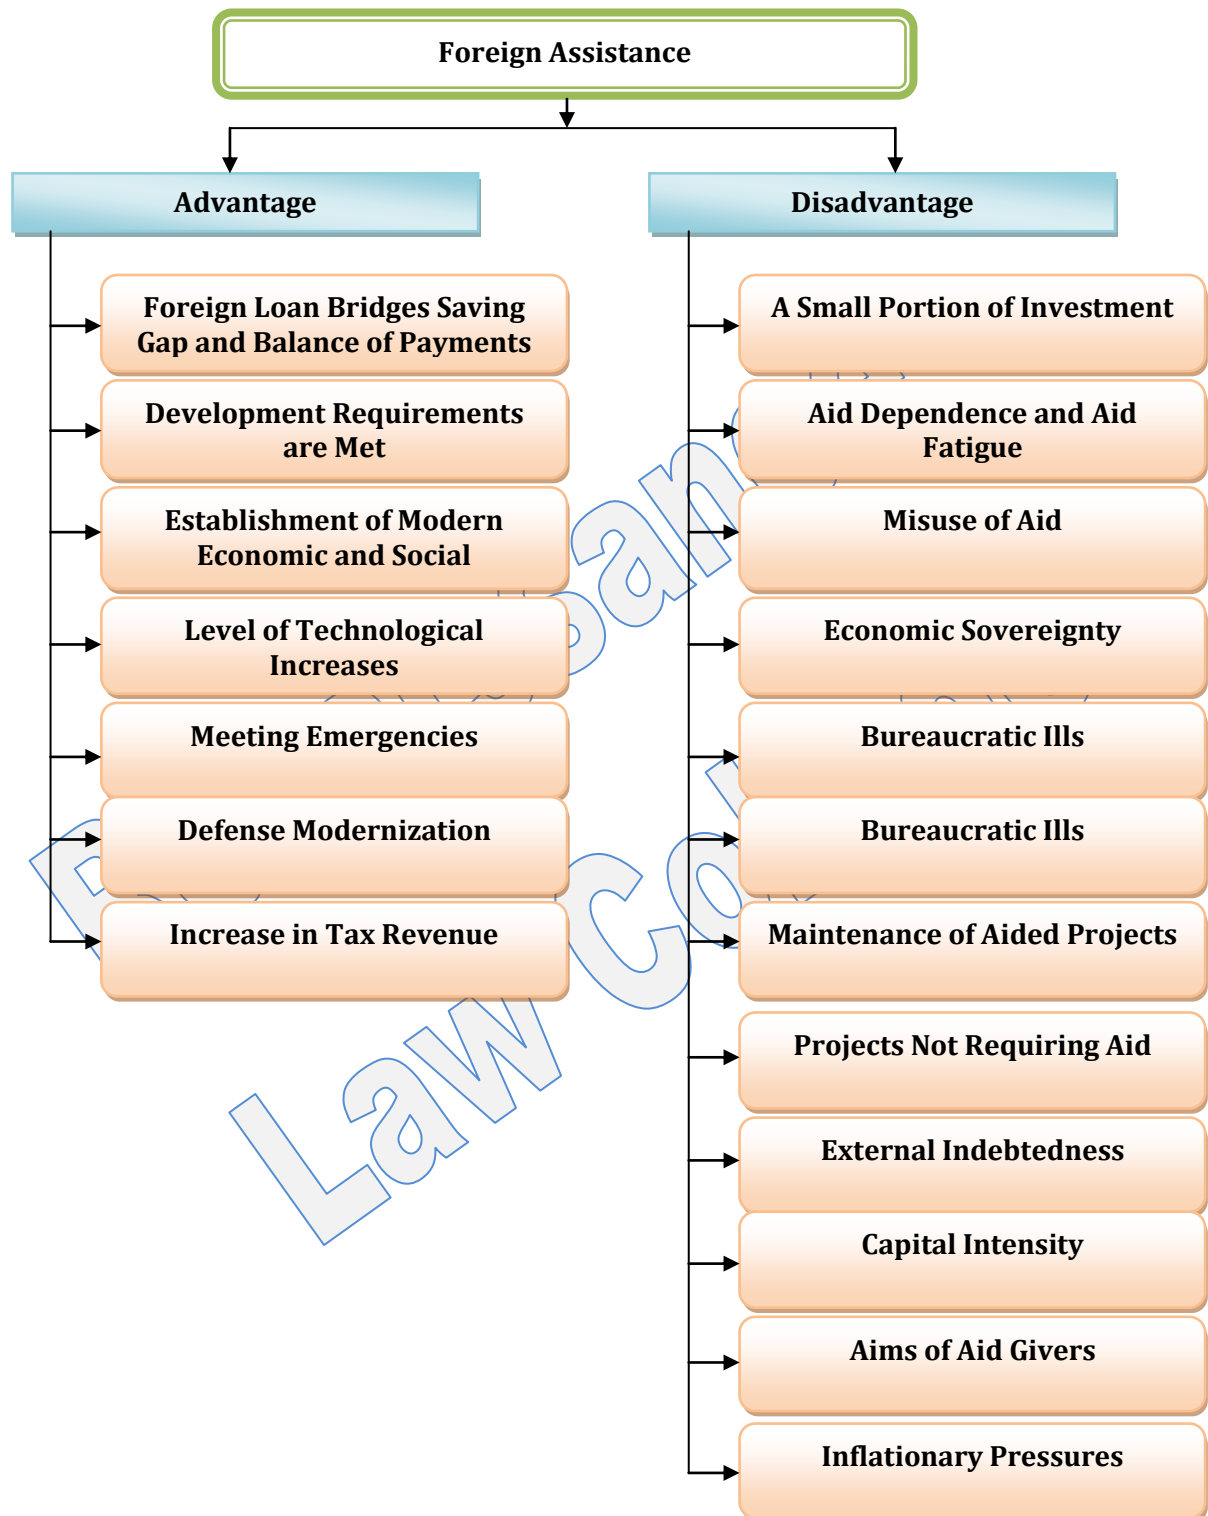 Foreign Assistance
Advantage
Foreign Loan Bridges Saving
Gap and Balance of Payments
Development Requirements
are Met
Establishment of Modern
Economic and Social
Level of Technological
Increases
Meeting Emergencies
Defense Modernization
Increase in Tax Revenue
Disadvantage
A Small Portion of Investment
Aid Dependence and Aid
Fatigue
Misuse of Aid
Economic Sovereignty
Bureaucratic Ills
Bureaucratic Ills
Maintenance of Aided Projects
Projects Not Requiring Aid
External Indebtedness
Capital Intensity
Aims of Aid Givers
Inflationary Pressures
Law